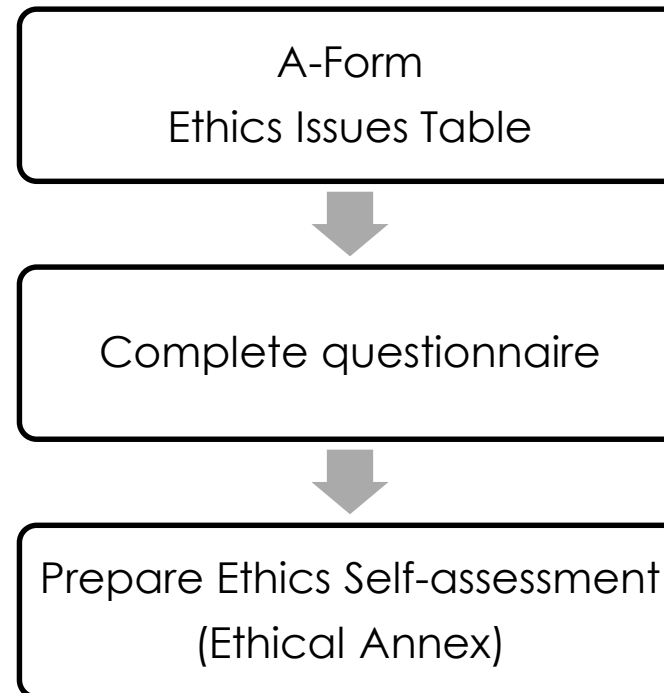 A-Form
Ethics Issues Table
Complete questionnaire
Prepare Ethics Self-assessment
(Ethical Annex)